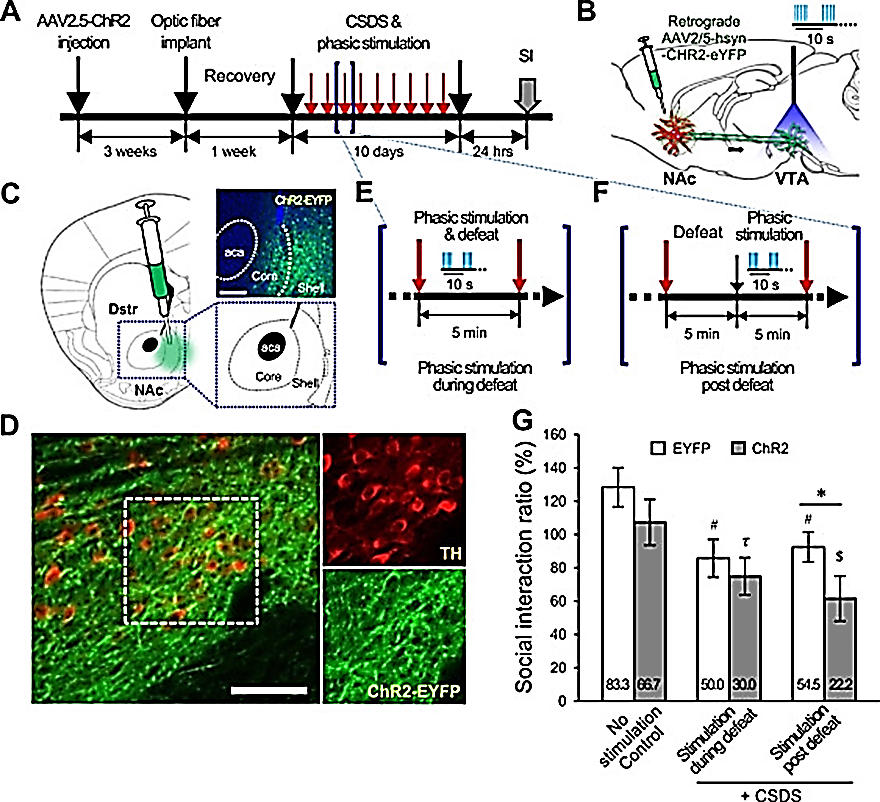 A
AAV2.5-ChR2
injection
Optic fiber
implant
Recovery
CSDS &
phasic stimulation
SI
3 weeks
1 week
10 days
24 hrs
B
Retrograde
AAV2/5-hsyn
-CHR2-eYFP
10 s
NAc
VTA
C
ChR2-EYFP
aca
Core
Shell
Dstr
NAc
aca
Core
Shell
E
Phasic stimulation
& defeat
10 s
5 min
Phasic stimulation
during defeat
F
Defeat
Phasic
stimulation
10 s
5 min
5 min
Phasic stimulation
post defeat
D
TH
ChR2-EYFP
G
Social interaction ratio (%)
160
140
120
100
80
60
40
20
0
EYFP
ChR2
#
τ
#
*
$
83.3
66.7
50.0
30.0
54.5
22.2
No
stimulation
Control
Stimulation
during defeat
Stimulation
post defeat
+ CSDS